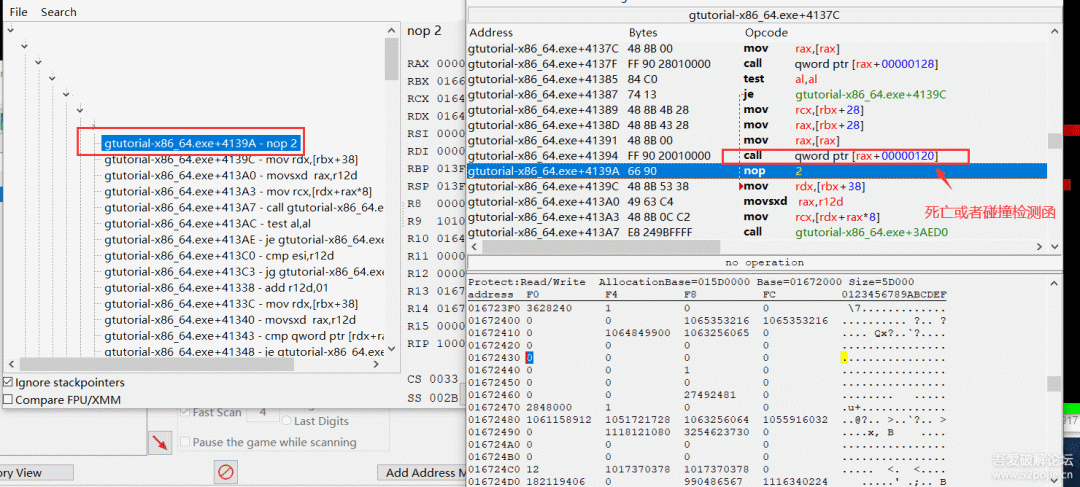 File Search
gtutorial-x86_64.exe+4139A - nop 2
gtutorial-x86_64.exe+4139C - mov rdx,[rbx+38]
gtutorial-x86_64.exe+413A0 - movsxd rax,r12d
gtutorial-x86_64.exe+413A3 - mov rcx,[rdx+rax*8]
gtutorial-x86_64.exe+413A7 - call gtutorial-x86_64.e
gtutorial-x86_64.exe+413AC - test al,al
gtutorial-x86_64.exe+413AE - je gtutorial-x86_64.exe
gtutorial-x86_64.exe+413C0 - cmp esi,r12d
gtutorial-x86_64.exe+413C3 - jg gtutorial-x86_64.exe
gtutorial-x86_64.exe+41338 - add r12d,01
gtutorial-x86_64.exe+4133C - mov rdx,[rbx+38]
gtutorial-x86_64.exe+41340 - movsxd rax,r12d
gtutorial-x86_64.exe+41343 - cmp qword ptr [rdx+ra
gtutorial-x86_64.exe+41348 - je gtutorial-x86_64.exe
Ignore stackpointers
Compare FPU/XMM
nop 2
RAX 0000
RBX 0166
RCX 0164
RDX 0164
RSI 0000
RDI 0000
RBP 013F
RSP 013F
R8 0000
R9 1010
R10 0164
R11 0000
R12 0000
R13 0167
R14 0167
R15 0000
RIP 1000
CS 0033
SS 002B
gtutorial-x86_64.exe+4137C
Address Bytes Opcode
gtutorial-x86_64.exe+4137C 48 8B 00 mov rax,[rax]
gtutorial-x86_64.exe+4137F FF 90 28010000 call qword ptr [rax+00000128]
gtutorial-x86_64.exe+41385 84 C0 test al,al
gtutorial-x86_64.exe+41387 74 13 je gtutorial-x86_64.exe+4139C
gtutorial-x86_64.exe+41389 48 8B 4B 28 mov rcx,[rbx+28]
gtutorial-x86_64.exe+4138D 48 8B 43 28 mov rax,[rbx+28]
gtutorial-x86_64.exe+41391 48 8B 00 mov rax,[rax]
gtutorial-x86_64.exe+41394 FF 90 20010000 call qword ptr [rax+00000120]
gtutorial-x86_64.exe+4139A 66 90 nop 2
gtutorial-x86_64.exe+4139C 48 8B 53 38 mov rdx,[rbx+38]
gtutorial-x86_64.exe+413A0 49 63 C4 movsxd rax,r12d
gtutorial-x86_64.exe+413A3 48 8B 0C C2 mov rcx,[rdx+rax*8]
gtutorial-x86_64.exe+413A7 E8 249BFFFF call gtutorial-x86_64.exe+3AED0
死亡或者碰撞检测函
no operation
Protect:Read/Write AllocationBase=015D0000 Base=01672000 Size=5D000
address F0 F4 F8 FC 0123456789ABCDEF
016723F0 3628240 1 0 0 \7.............
01672400 0 0 1065353216 1065353216 .......... ?.. ?
01672410 0 1064849900 1063256065 0
01672420 0 0 0 0 ................
01672430 0 0 0 0 ................
01672440 0 0 1 0 ................
01672450 0 0 0 0 ................
01672460 0 0 27492481 0
01672470 2848000 1 0 0 .u+.............
01672480 1061158912 1051721728 1063256064 1055916032 ..@?.. >..`?.. >
01672490 0 1118121080 3254623730 0 ....x, B ....
016724A0 0 0 0 0 ................
016724B0 0 0 0 0 ................
016724C0 12 1017370378 1017370378 0
016724D0 182119406 0 990486567 1116340224
Fast Scan 4
Last Digits
Pause the game while scanning
ory View
Add Address M
917
吾爱破解论坛
www.52pojie.cn